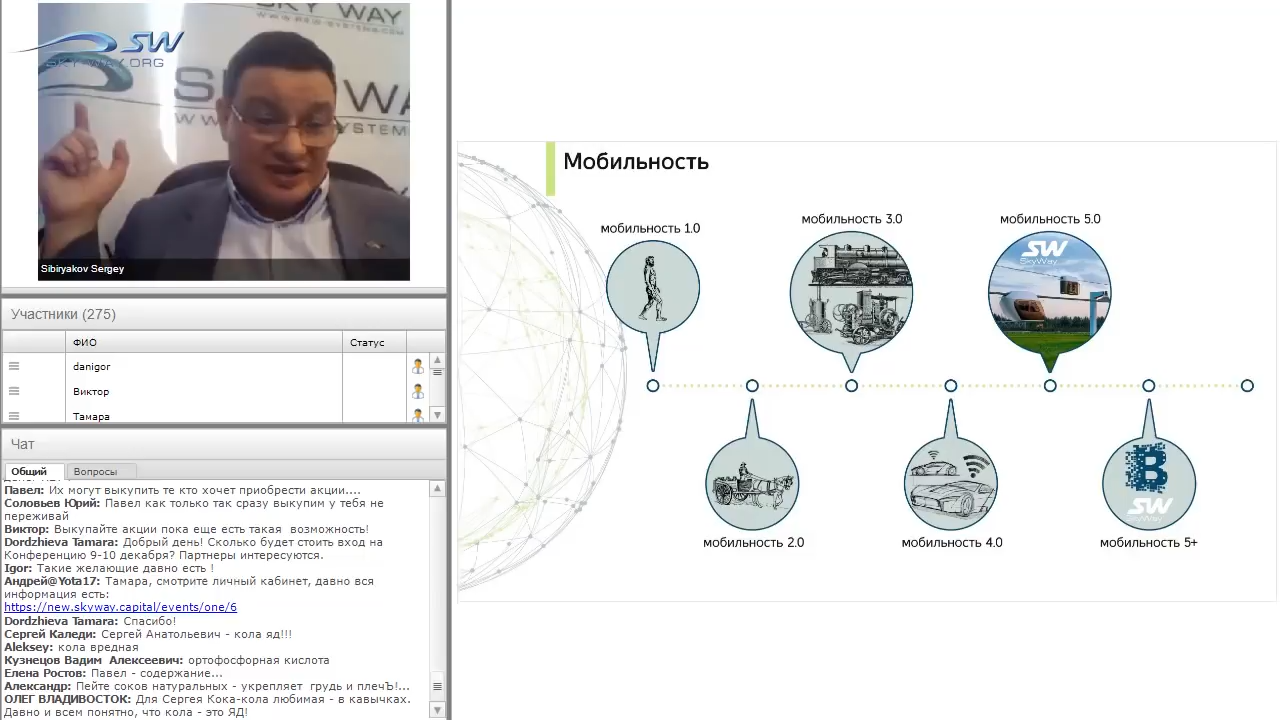 SKY WAY
SW
SKY-WAY.ORG
SKY WAY
Sibiryakov Sergey
Участники (275)
ФИО
Статус
danigor
Виктор
Тамара
Чат
Общий
Вопросы
Павел: Их могут выкупить те кто хочет приобрести акции....
Соловьев Юрий: Павел как только так сразу выкупим у тебя не
переживай
Виктор: Выкупайте акции пока еще есть такая возможность!
Dordzhieva Tamara: Добрый день! Сколько будет стоить вход на
Конференцию 9-10 декабря? Партнеры интересуются.
Igor: Такие желающие давно есть !
Андрей@Yota17: Тамара, смотрите личный кабинет, давно вся
информация есть:
https://new.skyway.capital/events/one/6
Dordzhieva Tamara: Спасибо!
Сергей Каледи: Сергей Анатольевич - кола яд!!!
Aleksey: кола вредная
Кузнецов Вадим Алексеевич: ортофосфорная кислота
Елена Ростов: Павел - содержание...
Александр: Пейте соков натуральных - укрепляет грудь и плечЪ!...
ОЛЕГ ВЛАДИВОСТОК: Для Сергея Кока-кола любимая - в кавычках.
Давно и всем понятно, что кола - это ЯД!
Мобильность
мобильность 1.0
мобильность 3.0
мобильность 5.0
SW
SkyWay
SW
SkyWay
мобильность 2.0
мобильность 4.0
мобильность 5+